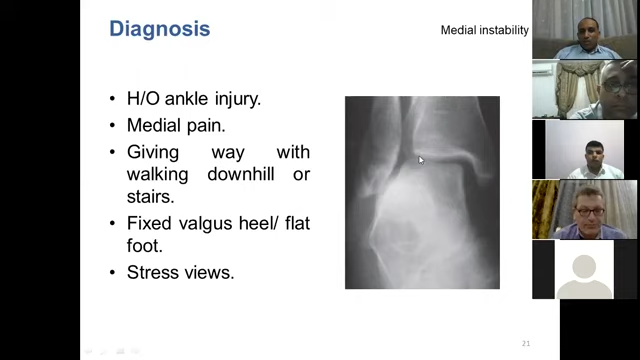 Diagnosis
Medial instability
• H/O ankle injury.
• Medial pain.
• Giving way with
walking downhill or
stairs.
• Fixed valgus heel/ flat
foot.
• Stress views.
21